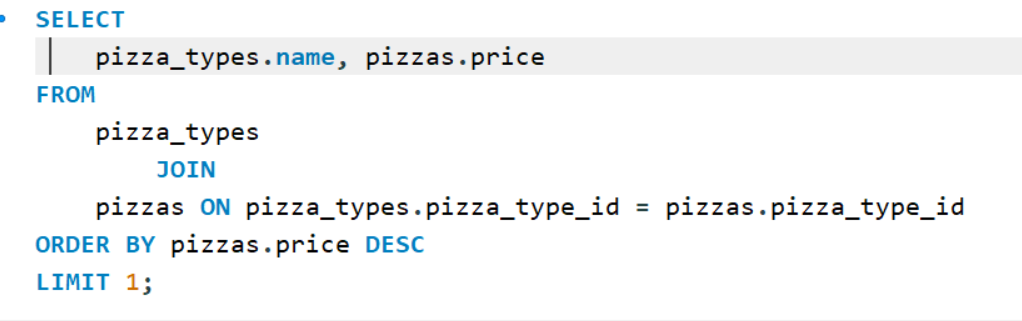 SELECT
    pizza_types.name, pizzas.price
FROM
    pizza_types
        JOIN
    pizzas ON pizza_types.pizza_type_id = pizzas.pizza_type_id
ORDER BY pizzas.price DESC
LIMIT 1;